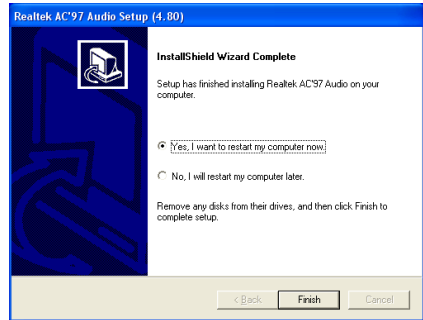 Realtek AC'97 Audio Setup (4.80)
InstallShield Wizard Complete
Setup has finished installing Realtek AC'97 Audio on your
computer.
Yes, I want to restart my computer now.
No, I will restart my computer later.
Remove any disks from their drives, and then click Finish to
complete setup.
< Back
Finish
Cancel